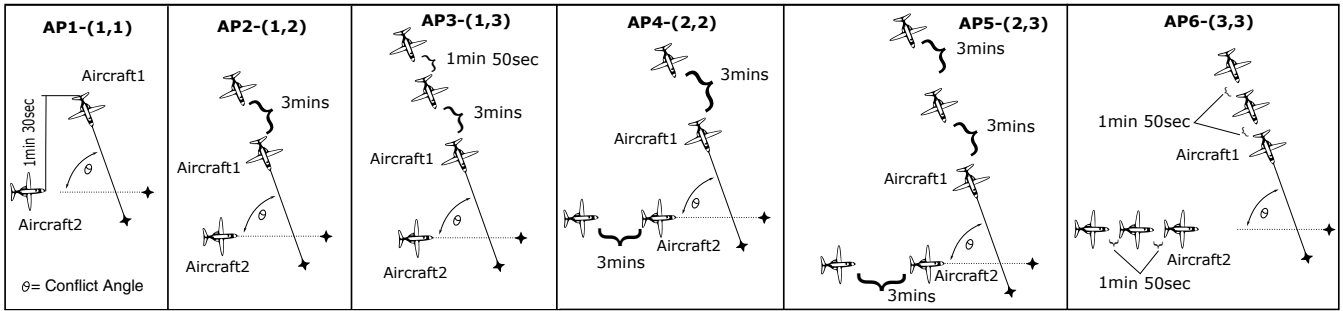 AP1-(1,1)
Aircraft1
1min 30sec
θ
Aircraft2
θ= Conflict Angle
AP2-(1,2)
3mins
Aircraft1
θ
Aircraft2
AP3-(1,3)
1min 50sec
3mins
Aircraft1
θ
Aircraft2
AP4-(2,2)
3mins
Aircraft1
θ
Aircraft2
3mins
AP5-(2,3)
3mins
3mins
Aircraft1
θ
Aircraft2
3mins
AP6-(3,3)
1min 50sec
Aircraft1
θ
Aircraft2
1min 50sec